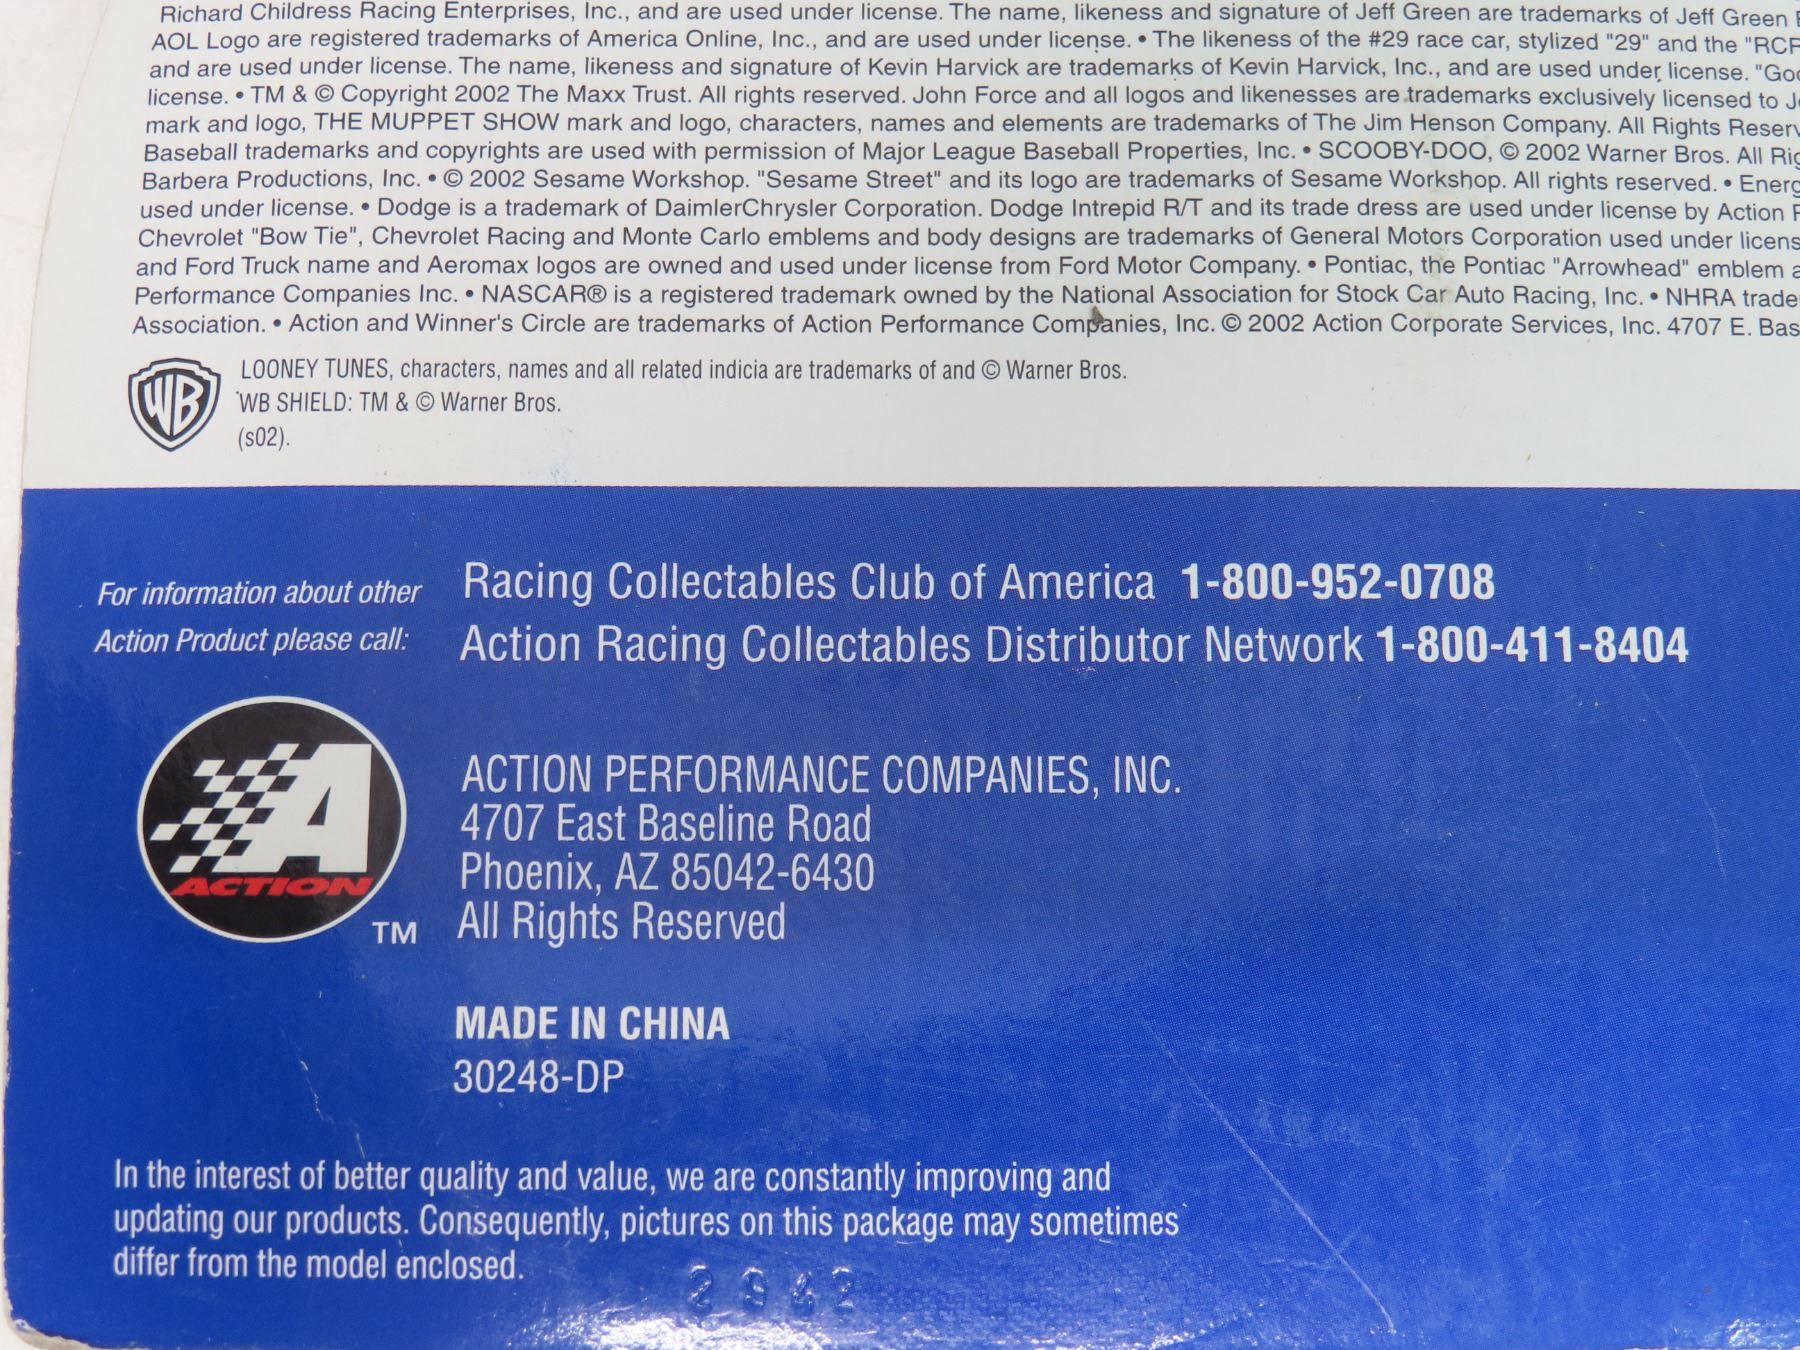 Richard Childress Racing Enterprises, Inc., and are used under license. The name, likeness and signature of Jeff Green are trademarks of Jeff Green
AOL Logo are registered trademarks of America Online, Inc., and are used under license. • The likeness of the #29 race car, stylized "29" and the "RCR
and are used under license. The name, likeness and signature of Kevin Harvick are trademarks of Kevin Harvick, Inc., and are used under license. "Goo
license. • TM & © Copyright 2002 The Maxx Trust. All rights reserved. John Force and all logos and likenesses are trademarks exclusively licensed to J
mark and logo, THE MUPPET SHOW mark and logo, characters, names and elements are trademarks of The Jim Henson Company. All Rights Reserv
Baseball trademarks and copyrights are used with permission of Major League Baseball Properties, Inc. • SCOOBY-DOO, © 2002 Warner Bros. All Rig
Barbera Productions, Inc. • © 2002 Sesame Workshop. "Sesame Street" and its logo are trademarks of Sesame Workshop. All rights reserved. • Energ
used under license. • Dodge is a trademark of DaimlerChrysler Corporation. Dodge Intrepid R/T and its trade dress are used under license by Action
Chevrolet "Bow Tie", Chevrolet Racing and Monte Carlo emblems and body designs are trademarks of General Motors Corporation used under licens
and Ford Truck name and Aeromax logos are owned and used under license from Ford Motor Company. • Pontiac, the Pontiac "Arrowhead" emblem a
Performance Companies Inc. • NASCAR® is a registered trademark owned by the National Association for Stock Car Auto Racing, Inc. • NHRA trade
Association. • Action and Winner's Circle are trademarks of Action Performance Companies, Inc. © 2002 Action Corporate Services, Inc. 4707 E. Bas
WB
LOONEY TUNES, characters, names and all related indicia are trademarks of and © Warner Bros.
WB SHIELD: TM & © Warner Bros.
(s02).
For information about other
Action Product please call:
Racing Collectables Club of America 1-800-952-0708
Action Racing Collectables Distributor Network 1-800-411-8404
A
ACTION
TM
ACTION PERFORMANCE COMPANIES, INC.
4707 East Baseline Road
Phoenix, AZ 85042-6430
All Rights Reserved
MADE IN CHINA
30248-DP
In the interest of better quality and value, we are constantly improving and
updating our products. Consequently, pictures on this package may sometimes
differ from the model enclosed.
2942